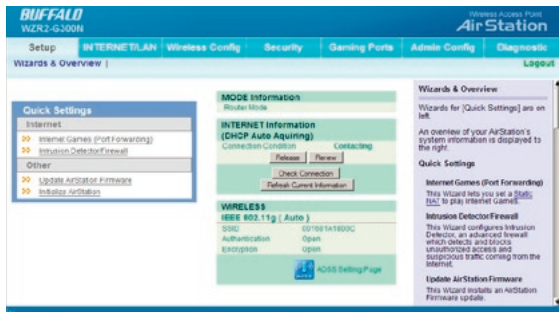 BUFFALO
WZR2-G300N
Wireless Access Point
AirStation
Setup INTERNET/LAN Wireless Config Security Gaming Ports Admin Config Diagnostic
Wizards & Overview |
Logout
Quick Settings
Internet
Internet Games (Port Forwarding)
Intrusion Detector/Firewall
Other
Update AirStation Firmware
Initialize AirStation
MODE Information
Router Mode
INTERNET Information
(DHCP Auto Aquiring)
Connection Condition Contacting
Release Renew
Check Connection
Refresh Current Information
WIRELESS
IEEE 802.11g ( Auto )
SSID
Authentication Open
Encryption Open
AOSS Setting Page
Wizards & Overview
Wizards for [Quick Settings] are on
left.
An overview of your AirStation's
system information is displayed to
the right.
Quick Settings
Internet Games (Port Forwarding)
This Wizard lets you set a Static
NAT to play Internet Games.
Intrusion Detector/Firewall
This Wizard configures Intrusion
Detector, an advanced firewall
which detects and blocks
unauthorized access and
suspicious traffic coming from the
Internet.
Update AirStation Firmware
This Wizard installs an AirStation
Firmware update.